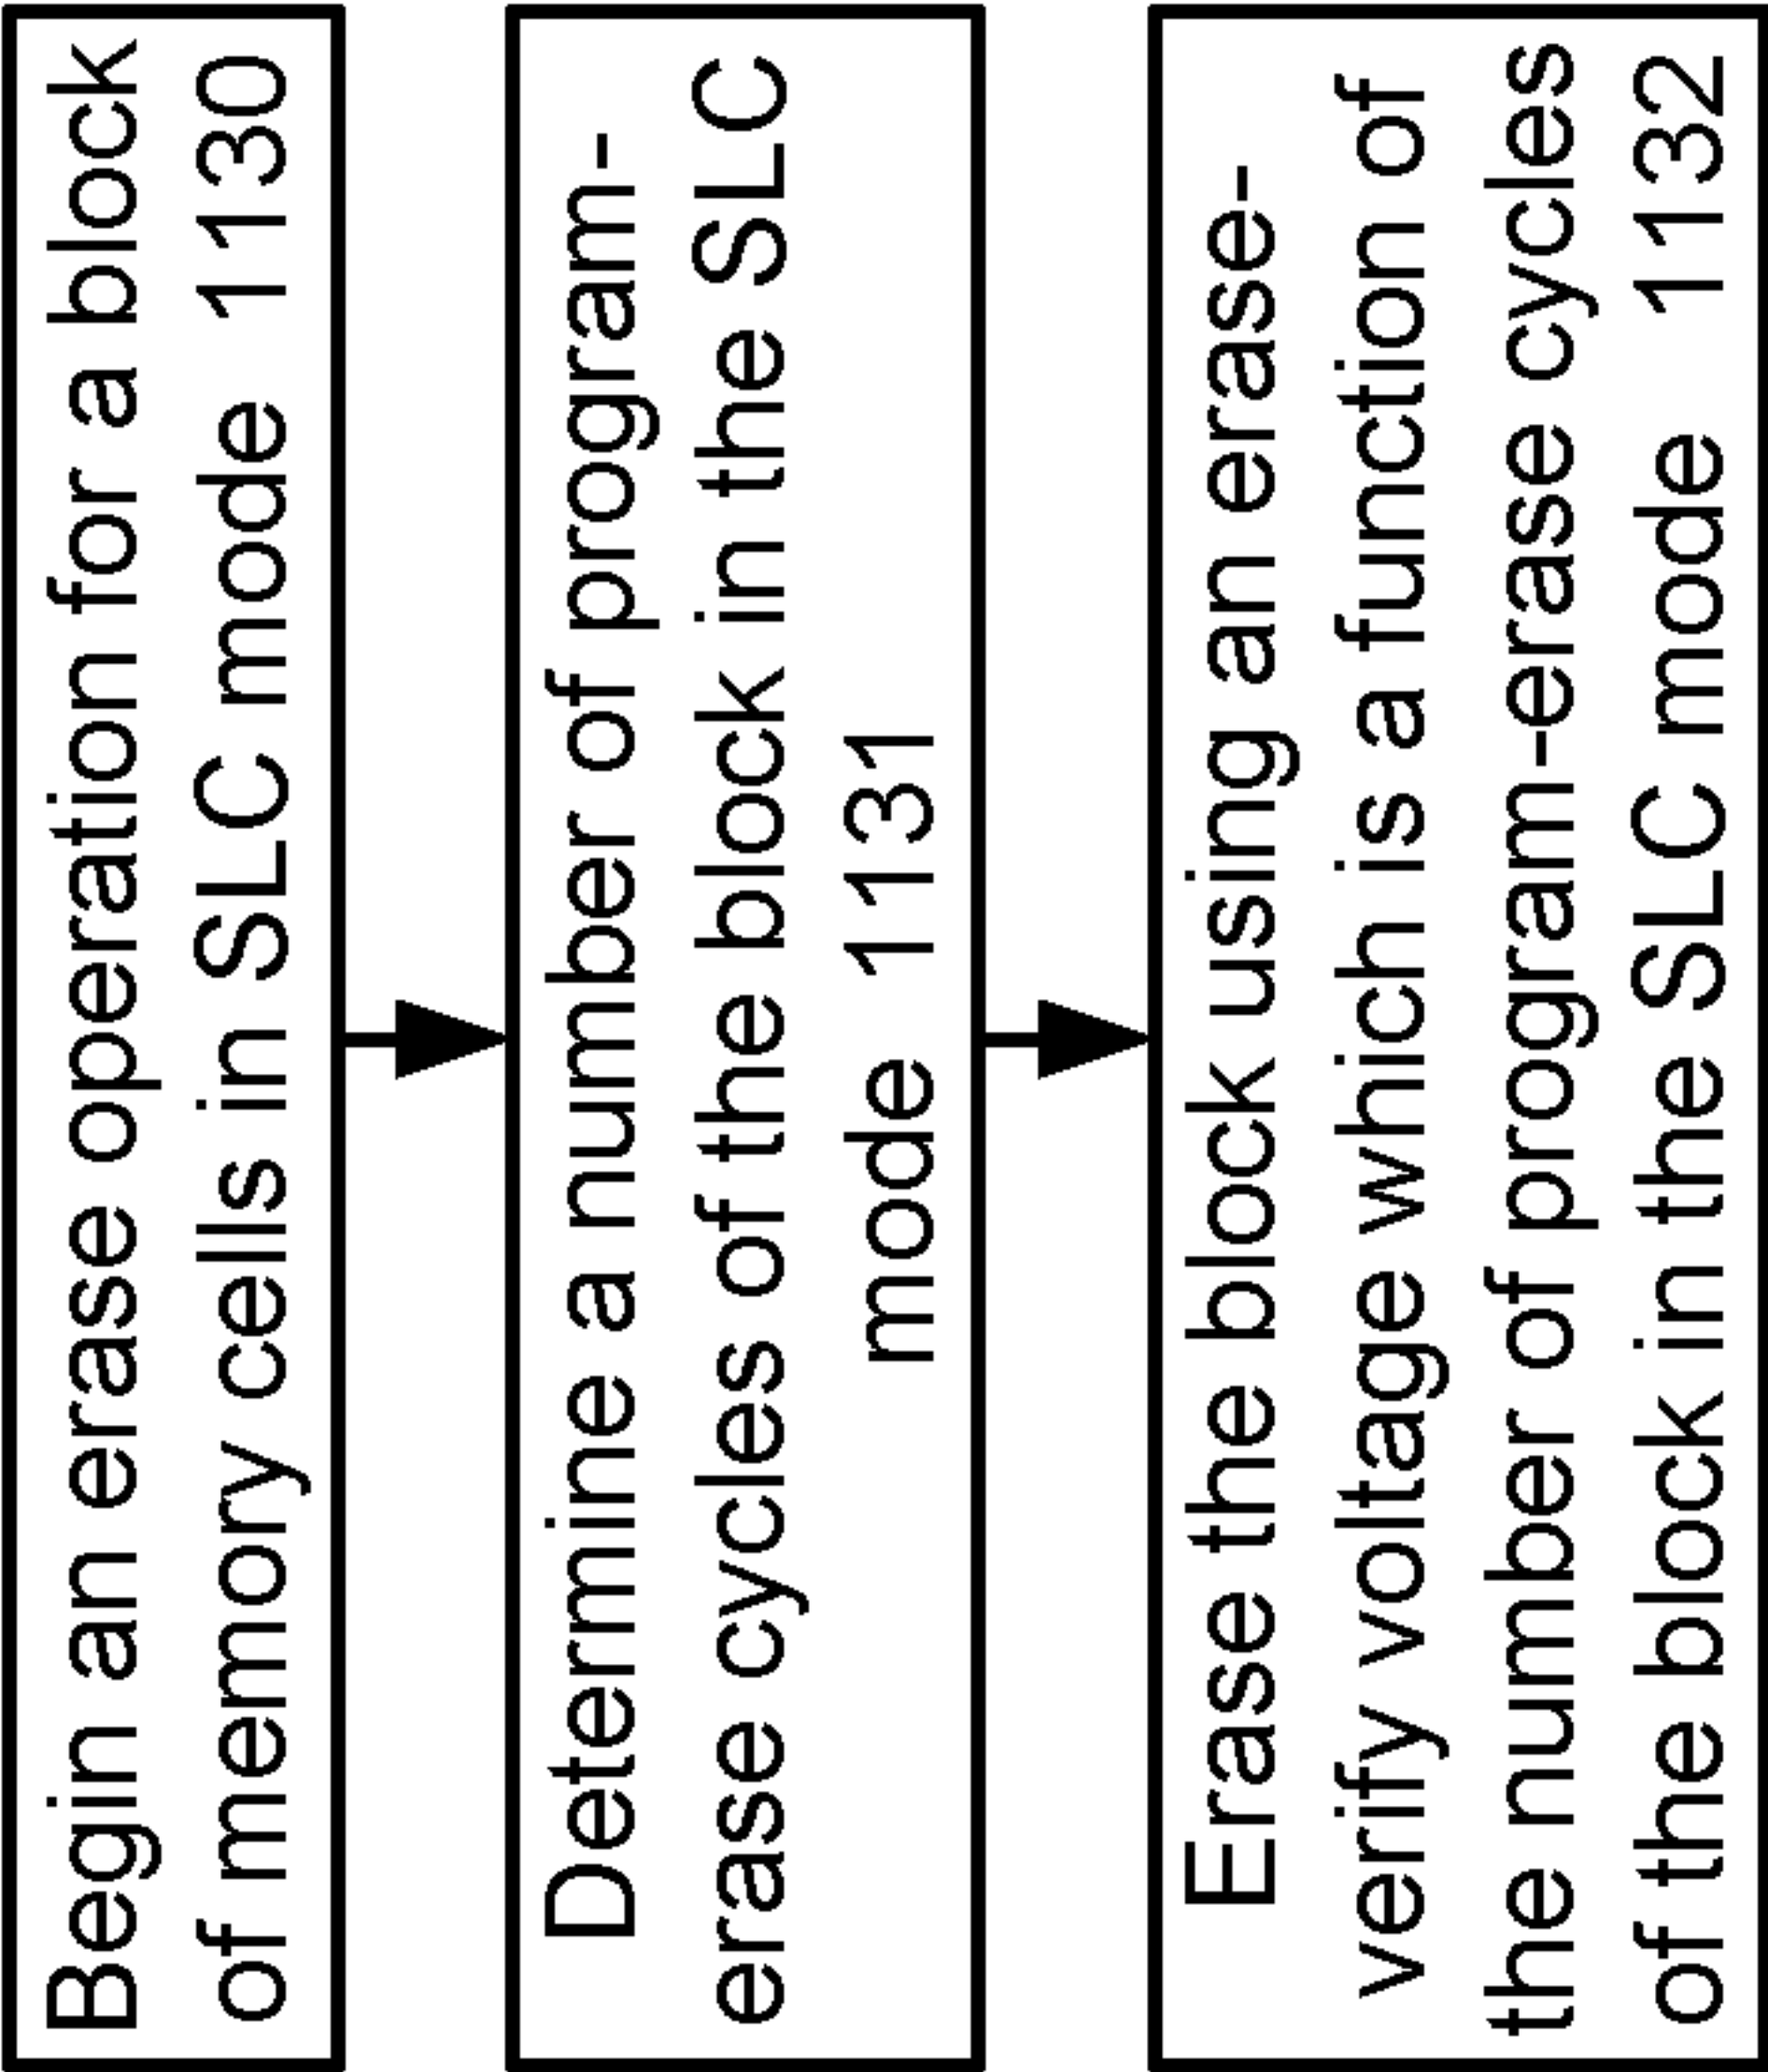 Begin an erase operation for a block
of memory cells in SLC mode 1130
Determine a number of program-
erase cycles of the block in the SLC
mode 1131
Erase the block using an erase-
verify voltage which is a function of
the number of program-erase cycles
of the block in the SLC mode 1132